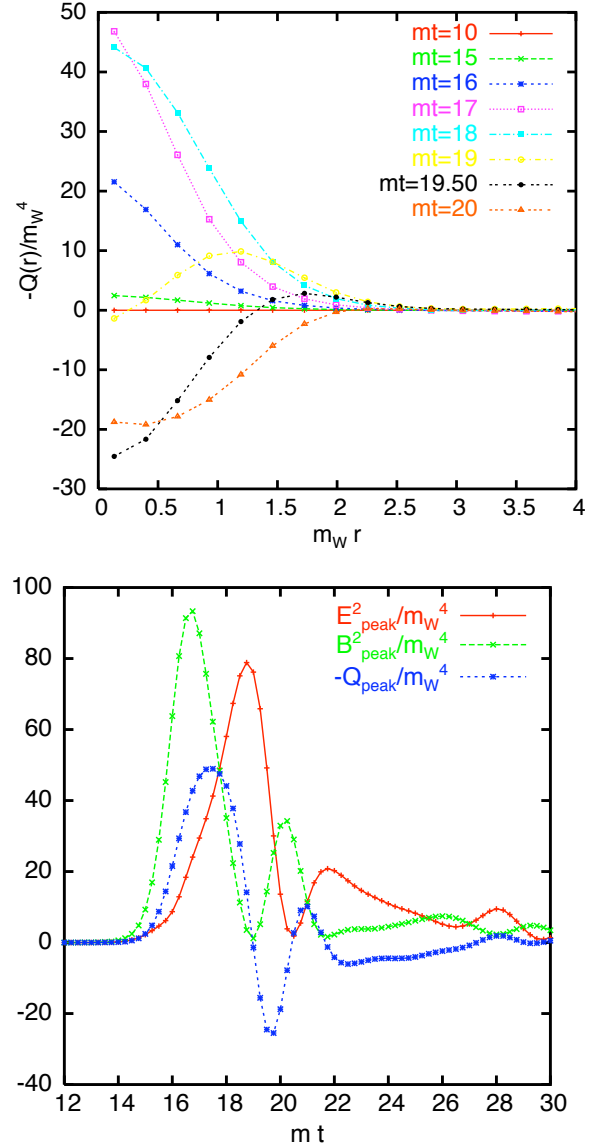 50
40
30
20
10
0
-10
-20
-30
-Q(r)/m_W^4
mt=10
mt=15
mt=16
mt=17
mt=18
mt=19
mt=19.50
mt=20
0 0.5 1 1.5 2 2.5 3 3.5 4
m_W r
100
80
60
40
20
0
-20
-40
E^2_peak/m_W^4
B^2_peak/m_W^4
-Q_peak/m_W^4
12 14 16 18 20 22 24 26 28 30
m t